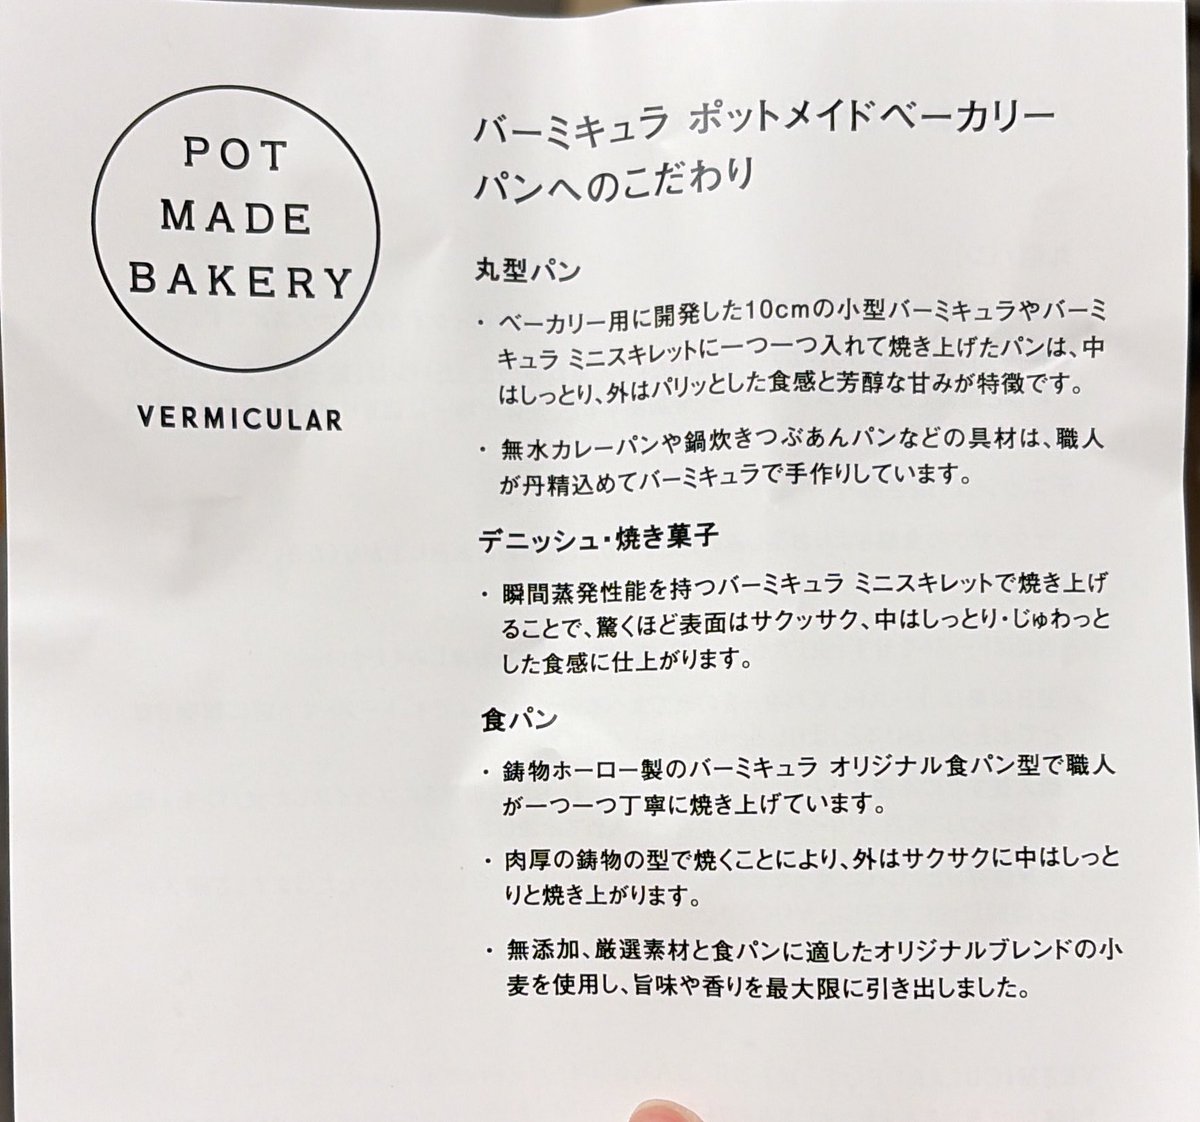 POT
MADE
BAKERY
VERMICULAR
バーミキュラ ポットメイドベーカリー
パンへのこだわり
丸型パン
・ ベーカリー用に開発した10cmの小型バーミキュラやバーミ
キュラ ミニスキレットに一つ一つ入れて焼き上げたパンは、中
はしっとり、外はパリッとした食感と芳醇な甘みが特徴です。
・ 無水カレーパンや鍋炊きつぶあんパンなどの具材は、職人
が丹精込めてバーミキュラで手作りしています。
デニッシュ・焼き菓子
・ 瞬間蒸発性能を持つバーミキュラ ミニスキレットで焼き上げ
ることで、驚くほど表面はサクッサク、中はしっとり・じゅわっと
した食感に仕上がります。
食パン
・ 鋳物ホーロー製のバーミキュラ オリジナル食パン型で職人
が一つ一つ丁寧に焼き上げています。
・ 肉厚の鋳物の型で焼くことにより、外はサクサクに中はしっと
りと焼き上がります。
・ 無添加、厳選素材と食パンに適したオリジナルブレンドの小
麦を使用し、旨味や香りを最大限に引き出しました。